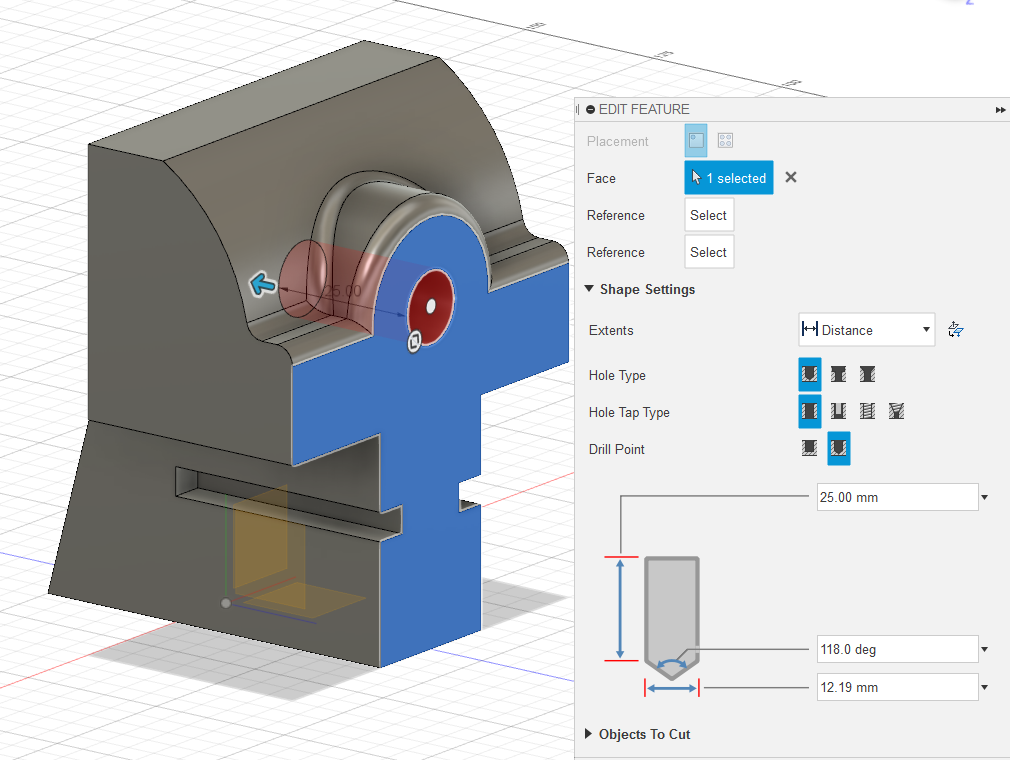 EDIT FEATURE
Placement
Face
1 selected
Reference
Select
Reference
Select
Shape Settings
Extents
Distance
Hole Type
Hole Tap Type
Drill Point
25.00 mm
118.0 deg
12.19 mm
Objects To Cut
25.00